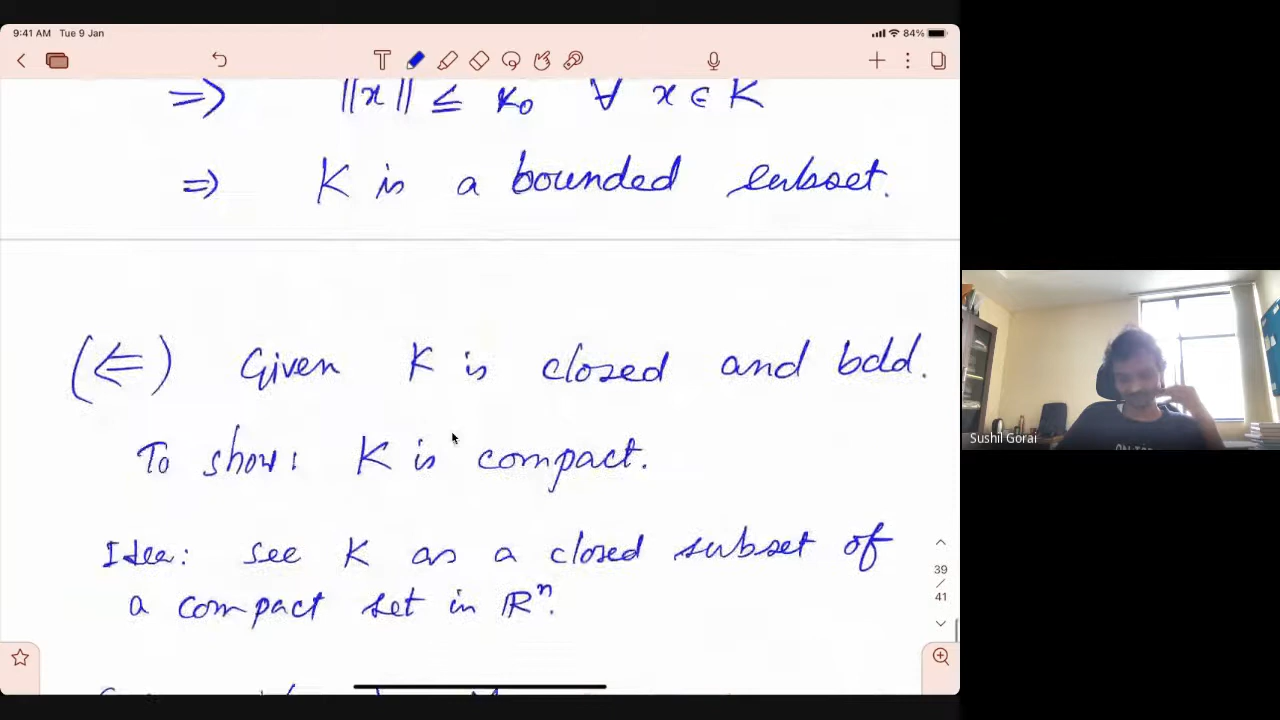 9:41 AM Tue 9 Jan 84%
T
⇒ ||x|| ≤ r₀ ∀ x ∈ K
⇒ K is a bounded subset.
(⇐) Given K is closed and bdd.
To show: K is compact.
Idea: see K as a closed subset of
a compact set in ℝⁿ.
39
/
41
Sushil Gorai